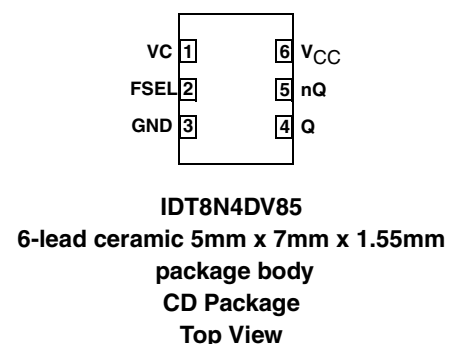 VC 1 6 VCC
FSEL 2 5 nQ
GND 3 4 Q
IDT8N4DV85
6-lead ceramic 5mm x 7mm x 1.55mm
package body
CD Package
Top View